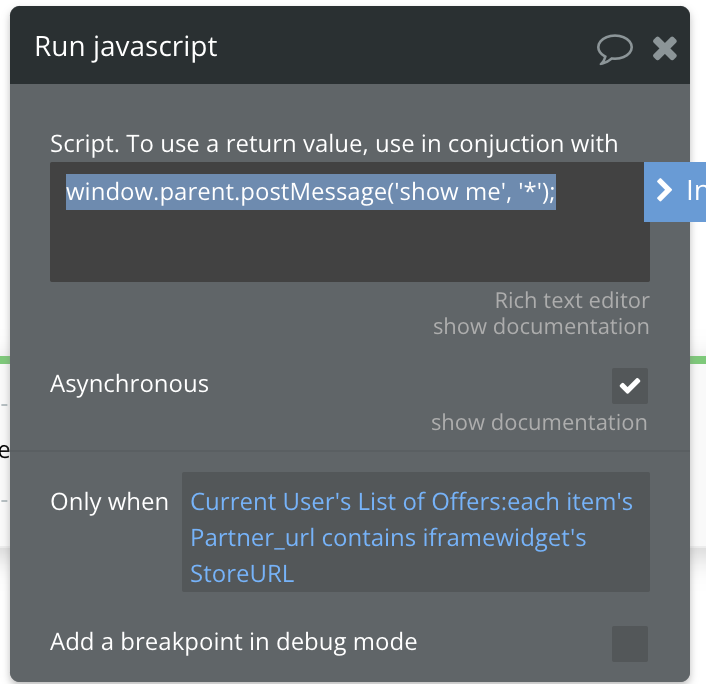 Run javascript
Script. To use a return value, use in conjuction with
window.parent.postMessage('show me', '*');
Rich text editor
show documentation
Asynchronous
show documentation
Only when
Current User's List of Offers:each item's
Partner_url contains iframewidget's
StoreURL
Add a breakpoint in debug mode